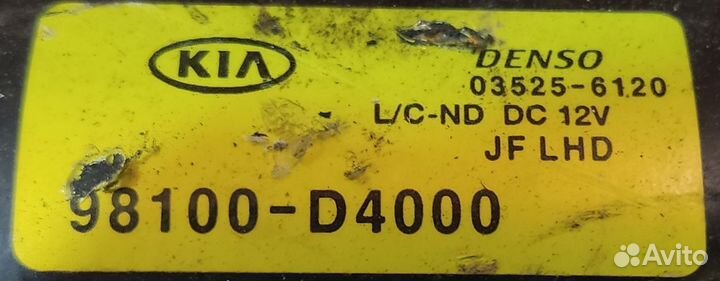 KIA
DENSO
03525-6120
L/C-ND DC 12V
JF LHD
98100-D4000
Avito